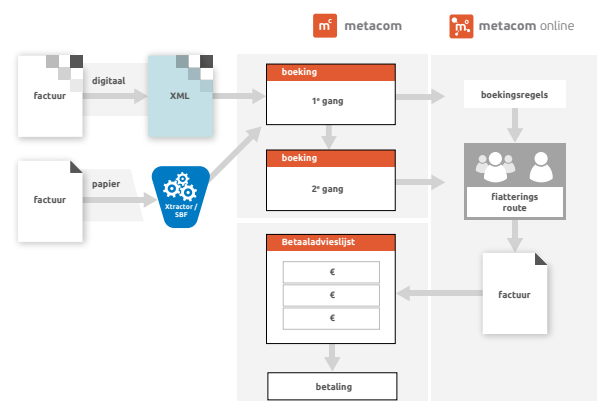 mc metacom
m metacom online
factuur
digitaal
XML
boeking
1e gang
boekingsregels
factuur
papier
Xtractor /
SBF
boeking
2e gang
fiatterings
route
Betaaladvieslijst
€
€
€
factuur
betaling